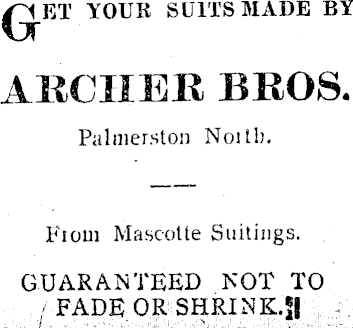 GET YOUR SUITS MADE BY
ARCHER BROS.
Palmerston North.
From Mascotte Suitings.
GUARANTEED NOT TO
FADE OR SHRINK.